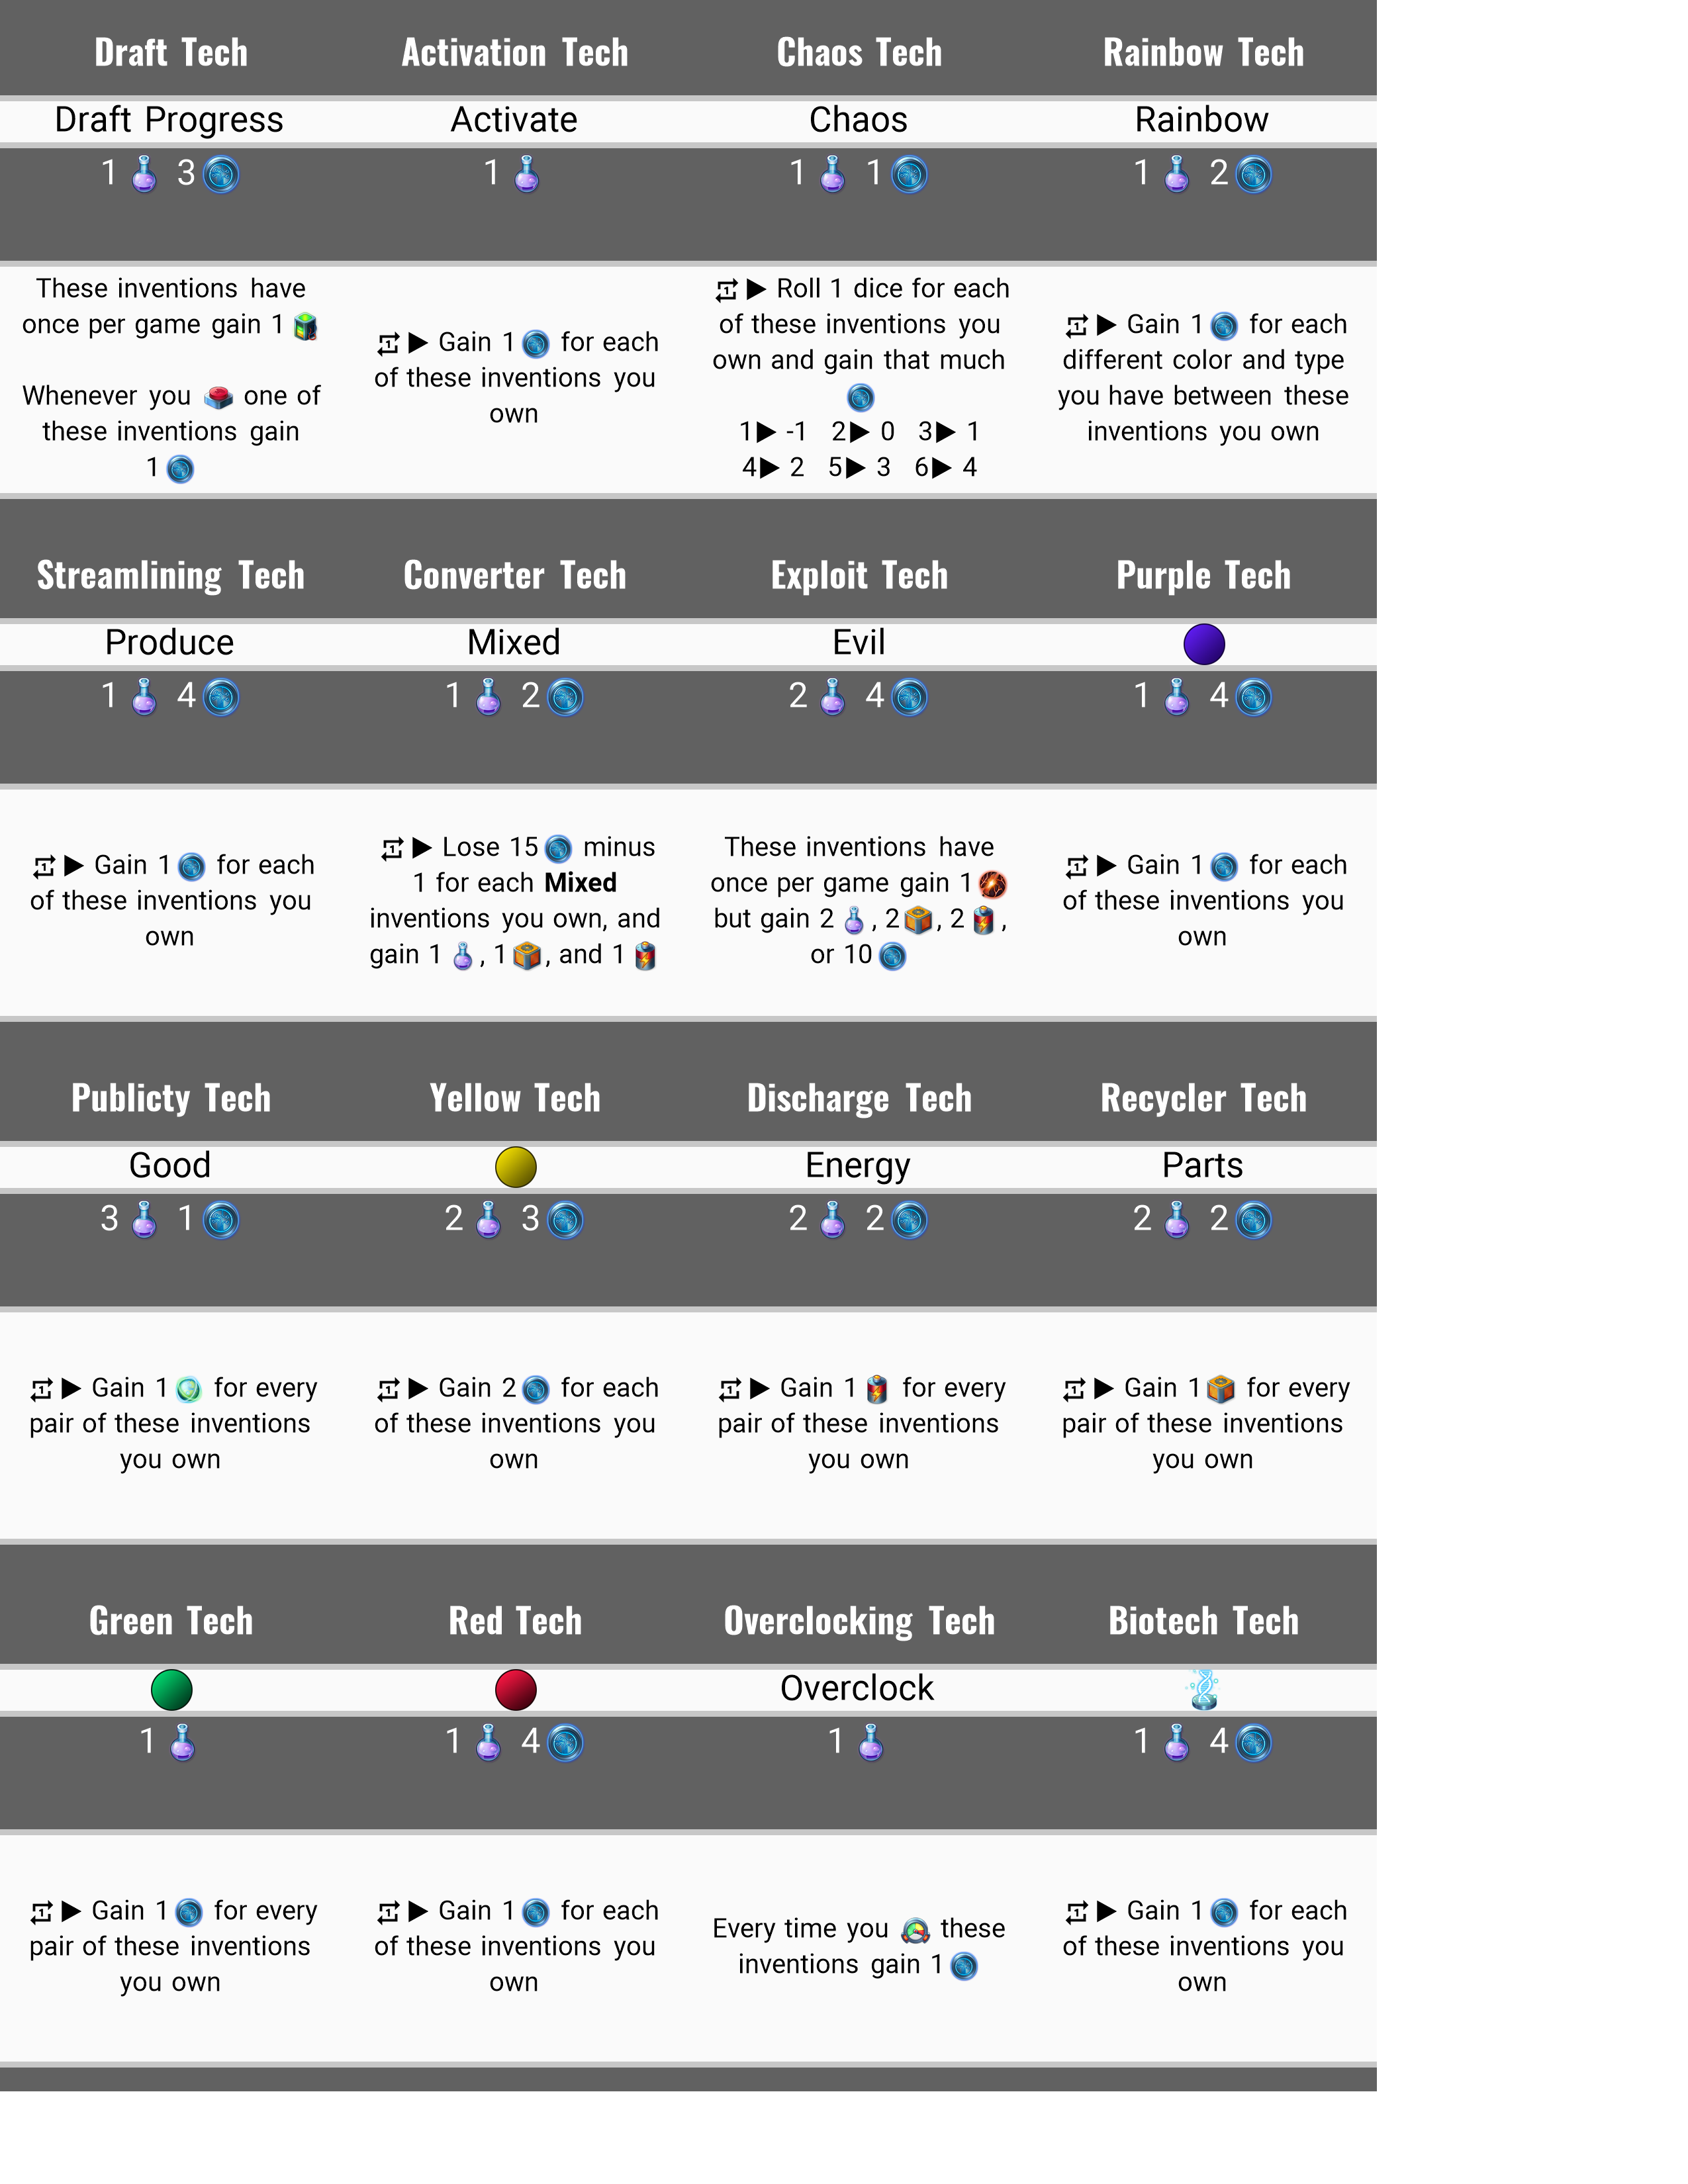 Draft Tech
Draft Progress
1 3
These inventions have
once per game gain 1
Whenever you one of
these inventions gain
1
Activation Tech
Activate
1
1 ▶ Gain 1 for each
of these inventions you
own
Chaos Tech
Chaos
1 1
1 ▶ Roll 1 dice for each
of these inventions you
own and gain that much
1▶ -1 2▶ 0 3▶ 1
4▶ 2 5▶ 3 6▶ 4
Rainbow Tech
Rainbow
1 2
1 ▶ Gain 1 for each
different color and type
you have between these
inventions you own
Streamlining Tech
Produce
1 4
1 ▶ Gain 1 for each
of these inventions you
own
Converter Tech
Mixed
1 2
1 ▶ Lose 15 minus
1 for each Mixed
inventions you own, and
gain 1 , 1 , and 1
Exploit Tech
Evil
2 4
These inventions have
once per game gain 1
but gain 2 , 2 , 2 ,
or 10
Purple Tech
1 4
1 ▶ Gain 1 for each
of these inventions you
own
Publicty Tech
Good
3 1
1 ▶ Gain 1 for every
pair of these inventions
you own
Yellow Tech
2 3
1 ▶ Gain 2 for each
of these inventions you
own
Discharge Tech
Energy
2 2
1 ▶ Gain 1 for every
pair of these inventions
you own
Recycler Tech
Parts
2 2
1 ▶ Gain 1 for every
pair of these inventions
you own
Green Tech
1
1 ▶ Gain 1 for every
pair of these inventions
you own
Red Tech
1 4
1 ▶ Gain 1 for each
of these inventions you
own
Overclocking Tech
Overclock
1
Every time you these
inventions gain 1
Biotech Tech
1 4
1 ▶ Gain 1 for each
of these inventions you
own